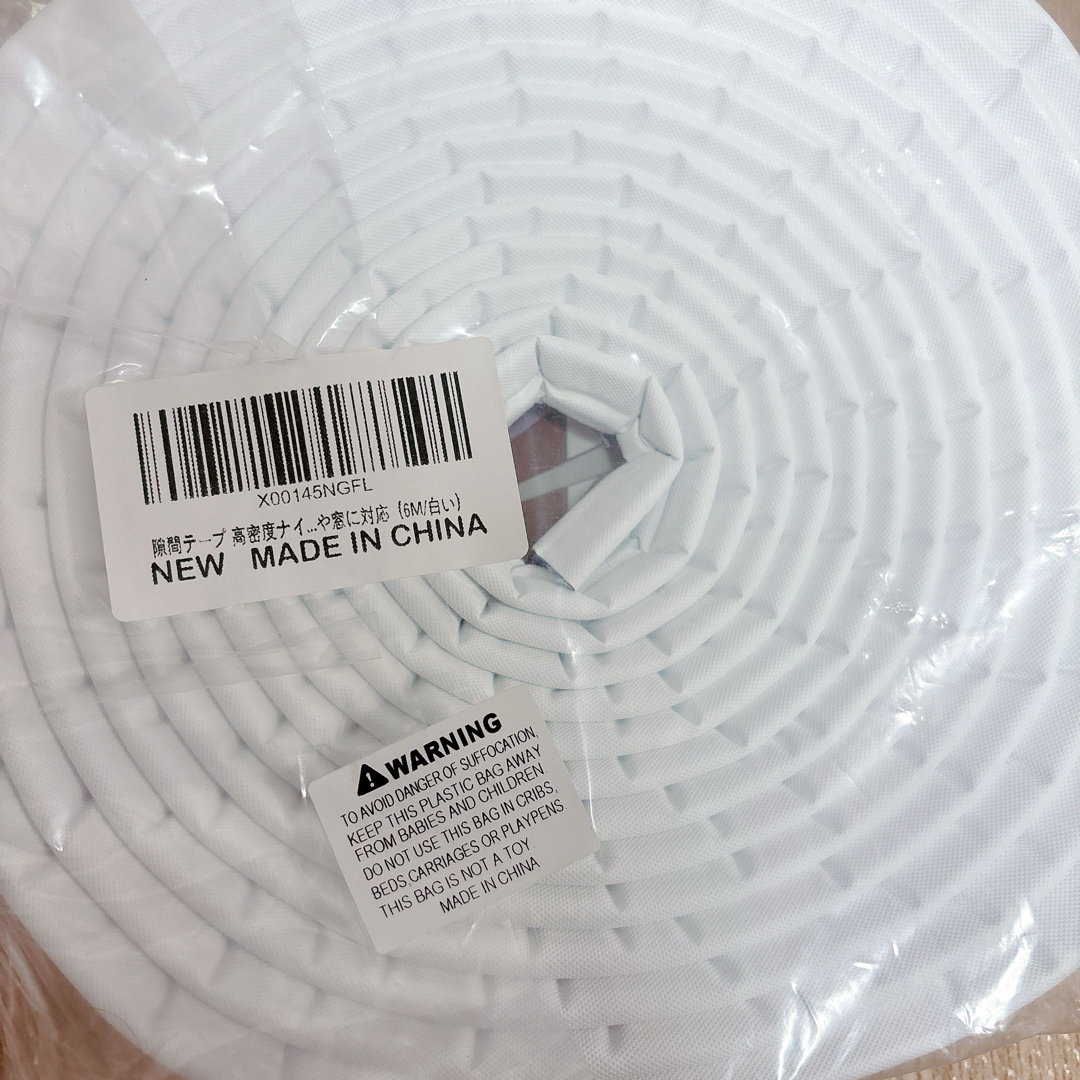 X00145NGFL
隙間テープ 高密度ナイ...や窓に対応 (6M/白い)
NEW MADE IN CHINA
WARNING
TO AVOID DANGER OF SUFFOCATION,
KEEP THIS PLASTIC BAG AWAY
FROM BABIES AND CHILDREN
DO NOT USE THIS BAG IN CRIBS,
BEDS,CARRIAGES OR PLAYPENS
THIS BAG IS NOT A TOY
MADE IN CHINA